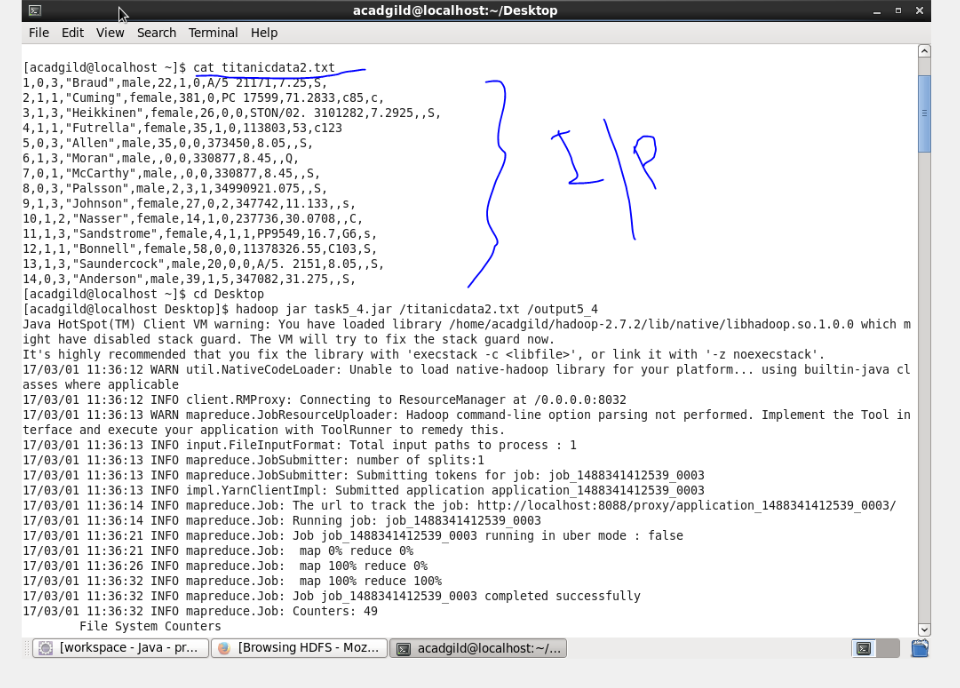 acadgild@localhost:~/Desktop
File Edit View Search Terminal Help
[acadgild@localhost ~]$ cat titanicdata2.txt
1,0,3,"Braud",male,22,1,0,A/5 21171,7.25,S,
2,1,1,"Cuming",female,381,0,PC 17599,71.2833,c85,c,
3,1,3,"Heikkinen",female,26,0,0,STON/02. 3101282,7.2925,,S,
4,1,1,"Futrella",female,35,1,0,113803,53,c123
5,0,3,"Allen",male,35,0,0,373450,8.05,,S,
6,1,3,"Moran",male,,0,0,330877,8.45,,Q,
7,0,1,"McCarthy",male,,0,0,330877,8.45,,S,
8,0,3,"Palsson",male,2,3,1,34990921.075,,S,
9,1,3,"Johnson",female,27,0,2,347742,11.133,,s,
10,1,2,"Nasser",female,14,1,0,237736,30.0708,,C,
11,1,3,"Sandstrome",female,4,1,1,PP9549,16.7,G6,s,
12,1,1,"Bonnell",female,58,0,0,11378326.55,C103,S,
13,1,3,"Saundercock",male,20,0,0,A/5. 2151,8.05,,S,
14,0,3,"Anderson",male,39,1,5,347082,31.275,,S,
I/P
[acadgild@localhost ~]$ cd Desktop
[acadgild@localhost Desktop]$ hadoop jar task5_4.jar /titanicdata2.txt /output5_4
Java HotSpot(TM) Client VM warning: You have loaded library /home/acadgild/hadoop-2.7.2/lib/native/libhadoop.so.1.0.0 which m
ight have disabled stack guard. The VM will try to fix the stack guard now.
It's highly recommended that you fix the library with 'execstack -c <libfile>', or link it with '-z noexecstack'.
17/03/01 11:36:12 WARN util.NativeCodeLoader: Unable to load native-hadoop library for your platform... using builtin-java cl
asses where applicable
17/03/01 11:36:12 INFO client.RMProxy: Connecting to ResourceManager at /0.0.0.0:8032
17/03/01 11:36:13 WARN mapreduce.JobResourceUploader: Hadoop command-line option parsing not performed. Implement the Tool in
terface and execute your application with ToolRunner to remedy this.
17/03/01 11:36:13 INFO input.FileInputFormat: Total input paths to process : 1
17/03/01 11:36:13 INFO mapreduce.JobSubmitter: number of splits:1
17/03/01 11:36:13 INFO mapreduce.JobSubmitter: Submitting tokens for job: job_1488341412539_0003
17/03/01 11:36:13 INFO impl.YarnClientImpl: Submitted application application_1488341412539_0003
17/03/01 11:36:14 INFO mapreduce.Job: The url to track the job: http://localhost:8088/proxy/application_1488341412539_0003/
17/03/01 11:36:14 INFO mapreduce.Job: Running job: job_1488341412539_0003
17/03/01 11:36:21 INFO mapreduce.Job: Job job_1488341412539_0003 running in uber mode : false
17/03/01 11:36:21 INFO mapreduce.Job:  map 0% reduce 0%
17/03/01 11:36:26 INFO mapreduce.Job:  map 100% reduce 0%
17/03/01 11:36:32 INFO mapreduce.Job:  map 100% reduce 100%
17/03/01 11:36:32 INFO mapreduce.Job: Job job_1488341412539_0003 completed successfully
17/03/01 11:36:32 INFO mapreduce.Job: Counters: 49
File System Counters
[workspace - Java - pr... [Browsing HDFS - Moz... acadgild@localhost:~/...